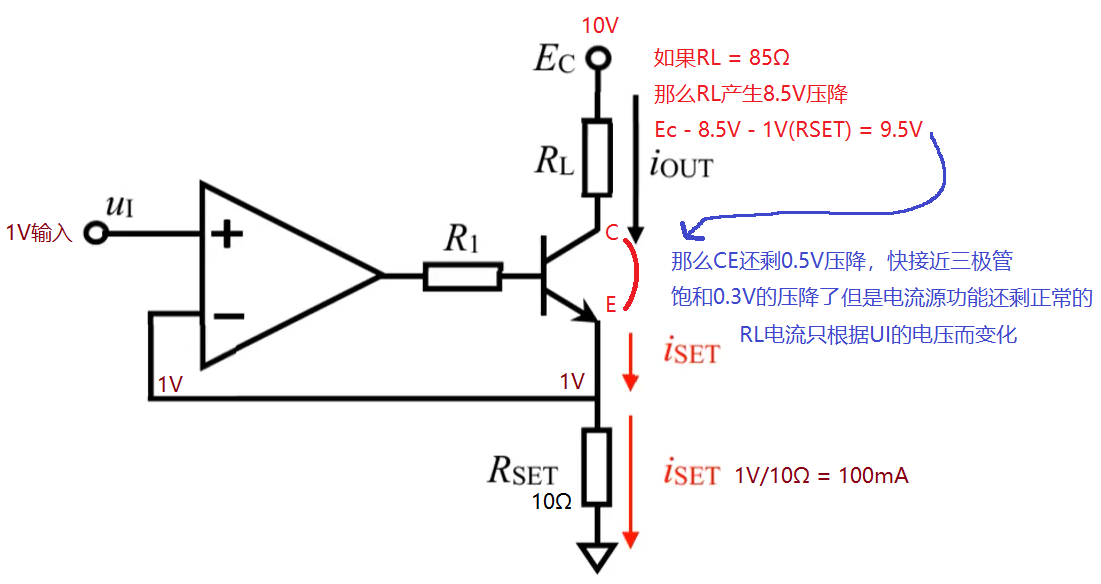 10V
E_C
如果RL = 85Ω
那么RL产生8.5V压降
Ec - 8.5V - 1V(RSET) = 9.5V
R_L
i_OUT
u_I
1V输入
+
R_1
C
E
−
那么CE还剩0.5V压降，快接近三极管
饱和0.3V的压降了但是电流源功能还剩正常的
RL电流只根据UI的电压而变化
i_SET
1V
1V
R_SET
10Ω
i_SET 1V/10Ω = 100mA